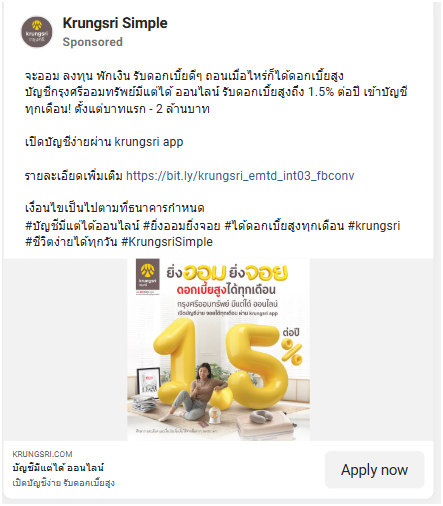 Krungsri Simple
Sponsored
จะออม ลงทุน พักเงิน รับดอกเบี้ยดีๆ ถอนเมื่อไหร่ก็ได้ดอกเบี้ยสูง
บัญชีกรุงศรีออมทรัพย์มีแต่ได้ ออนไลน์ รับดอกเบี้ยสูงถึง 1.5% ต่อปี เข้าบัญชี
ทุกเดือน! ตั้งแต่บาทแรก - 2 ล้านบาท
เปิดบัญชีง่ายผ่าน krungsri app
รายละเอียดเพิ่มเติม https://bit.ly/krungsri_emtd_int03_fbconv
เงื่อนไขเป็นไปตามที่ธนาคารกำหนด
#บัญชีมีแต่ได้ออนไลน์ #ยิ่งออมยิ่งจอย #ได้ดอกเบี้ยสูงทุกเดือน #krungsri
#ชีวิตง่ายได้ทุกวัน #KrungsriSimple
krungsri
กรุงศรี
ยิ่งออมยิ่งจอย
ดอกเบี้ยสูงได้ทุกเดือน
กรุงศรีออมทรัพย์ มีแต่ได้ ออนไลน์
เปิดบัญชีง่าย จอยได้ทุกเดือน ผ่าน krungsri app
1.5% ต่อปี
KRUNGSRI.COM
บัญชีมีแต่ได้ ออนไลน์
เปิดบัญชีง่าย รับดอกเบี้ยสูง
Apply now